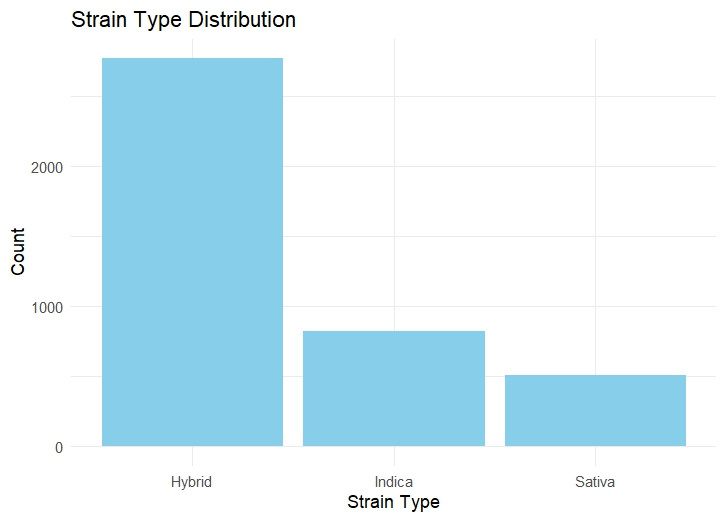 Strain Type Distribution
Count
2000
1000
0
Hybrid Indica Sativa
Strain Type